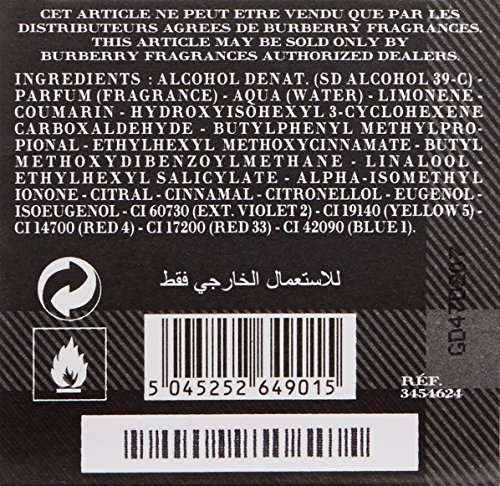 CET ARTICLE NE PEUT ETRE VENDU QUE PAR LES
DISTRIBUTEURS AGREES DE BURBERRY FRAGRANCES.
THIS ARTICLE MAY BE SOLD ONLY BY
BURBERRY FRAGRANCES AUTHORIZED DEALERS.
INGREDIENTS : ALCOHOL DENAT. (SD ALCOHOL 39-C) -
PARFUM (FRAGRANCE) - AQUA (WATER) - LIMONENE -
COUMARIN - HYDROXYISOHEXYL 3-CYCLOHEXENE
CARBOXALDEHYDE - BUTYLPHENYL METHYLPRO-
PIONAL - ETHYLHEXYL METHOXYCINNAMATE - BUTYL
METHOXYDIBENZOYLMETHANE - LINALOOL -
ETHYLHEXYL SALICYLATE - ALPHA-ISOMETHYL
IONONE - CITRAL - CINNAMAL - CITRONELLOL - EUGENOL -
ISOEUGENOL - CI 60730 (EXT. VIOLET 2) - CI 19140 (YELLOW 5) -
CI 14700 (RED 4) - CI 17200 (RED 33) - CI 42090 (BLUE 1).
للاستعمال الخارجي فقط
5 045252 649015
RÉF.
3454624